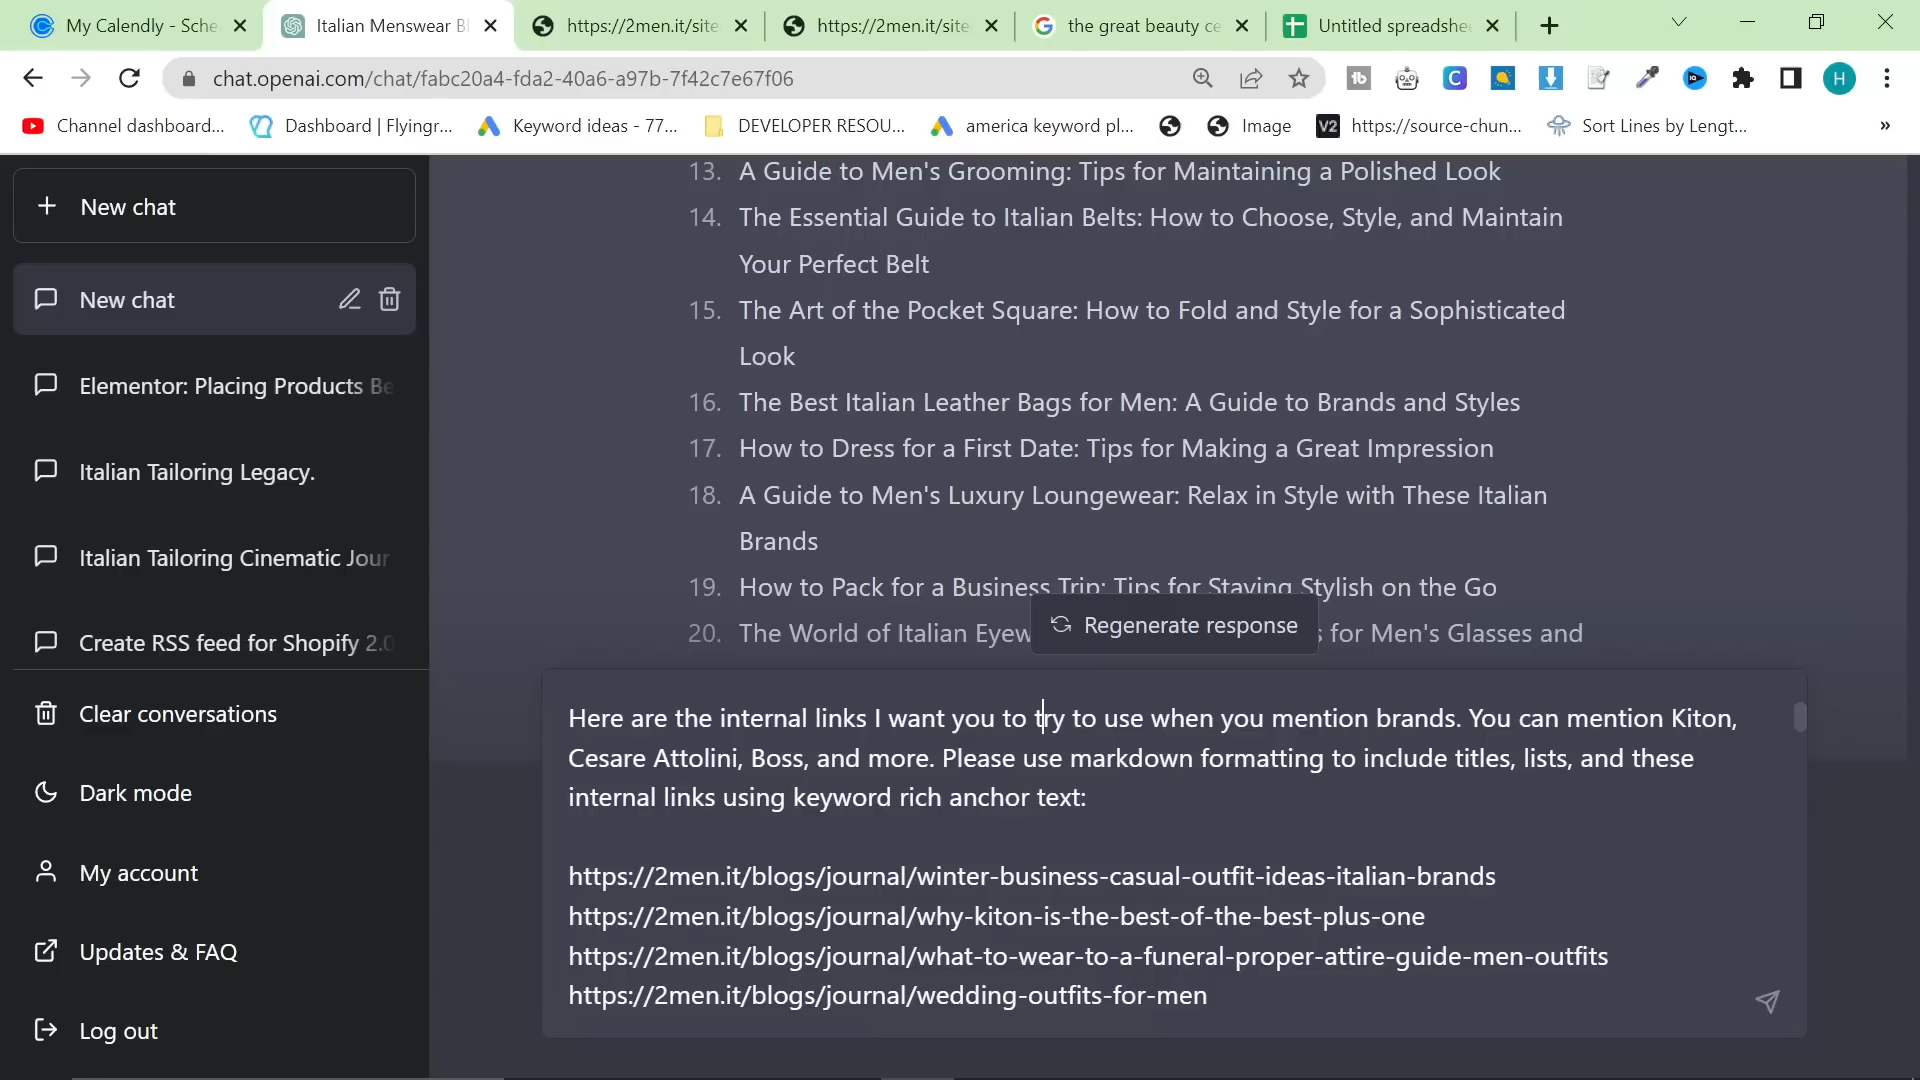 My Calendly - Sche
Italian Menswear Bl
https://2men.it/site
https://2men.it/site
the great beauty ce
Untitled spreadshee
chat.openai.com/chat/fabc20a4-fda2-40a6-a97b-7f42c7e67f06
H
Channel dashboard...
Dashboard | Flyingr...
Keyword ideas - 77...
DEVELOPER RESOU...
america keyword pl...
Image
V2
https://source-chun...
Sort Lines by Lengt...
»
New chat
New chat
Elementor: Placing Products Be
Italian Tailoring Legacy.
Italian Tailoring Cinematic Jour
Create RSS feed for Shopify 2.0
Clear conversations
Dark mode
My account
Updates & FAQ
Log out
13. A Guide to Men's Grooming: Tips for Maintaining a Polished Look
14. The Essential Guide to Italian Belts: How to Choose, Style, and Maintain
Your Perfect Belt
15. The Art of the Pocket Square: How to Fold and Style for a Sophisticated
Look
16. The Best Italian Leather Bags for Men: A Guide to Brands and Styles
17. How to Dress for a First Date: Tips for Making a Great Impression
18. A Guide to Men's Luxury Loungewear: Relax in Style with These Italian
Brands
19. How to Pack for a Business Trip: Tips for Staying Stylish on the Go
20. The World of Italian Eyew for Men's Glasses and
Regenerate response
Here are the internal links I want you to try to use when you mention brands. You can mention Kiton,
Cesare Attolini, Boss, and more. Please use markdown formatting to include titles, lists, and these
internal links using keyword rich anchor text:
https://2men.it/blogs/journal/winter-business-casual-outfit-ideas-italian-brands
https://2men.it/blogs/journal/why-kiton-is-the-best-of-the-best-plus-one
https://2men.it/blogs/journal/what-to-wear-to-a-funeral-proper-attire-guide-men-outfits
https://2men.it/blogs/journal/wedding-outfits-for-men